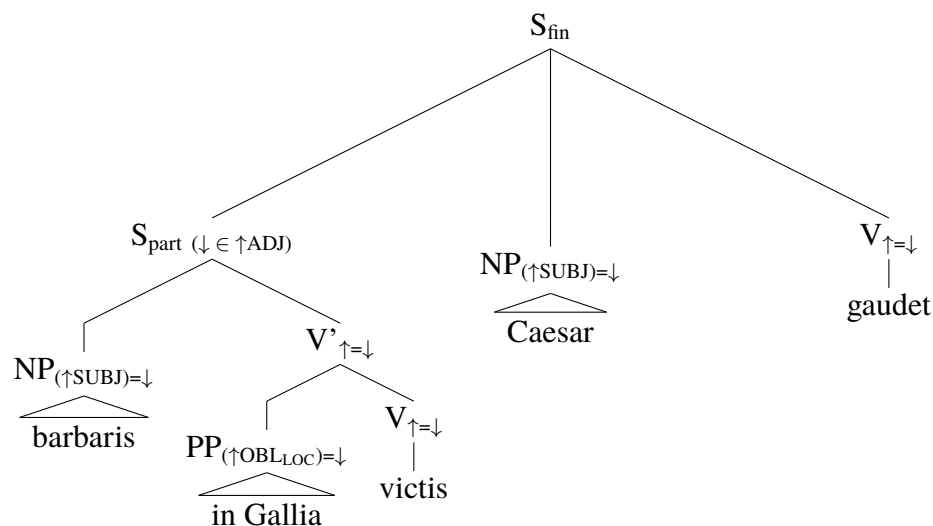 S_fin
S_part (↓ ∈ ↑ADJ)
NP_(↑SUBJ)=↓
V_↑=↓
barbaris
V'_↑=↓
Caesar
gaudet
NP_(↑SUBJ)=↓
PP_(↑OBL_LOC)=↓
V_↑=↓
in Gallia
victis